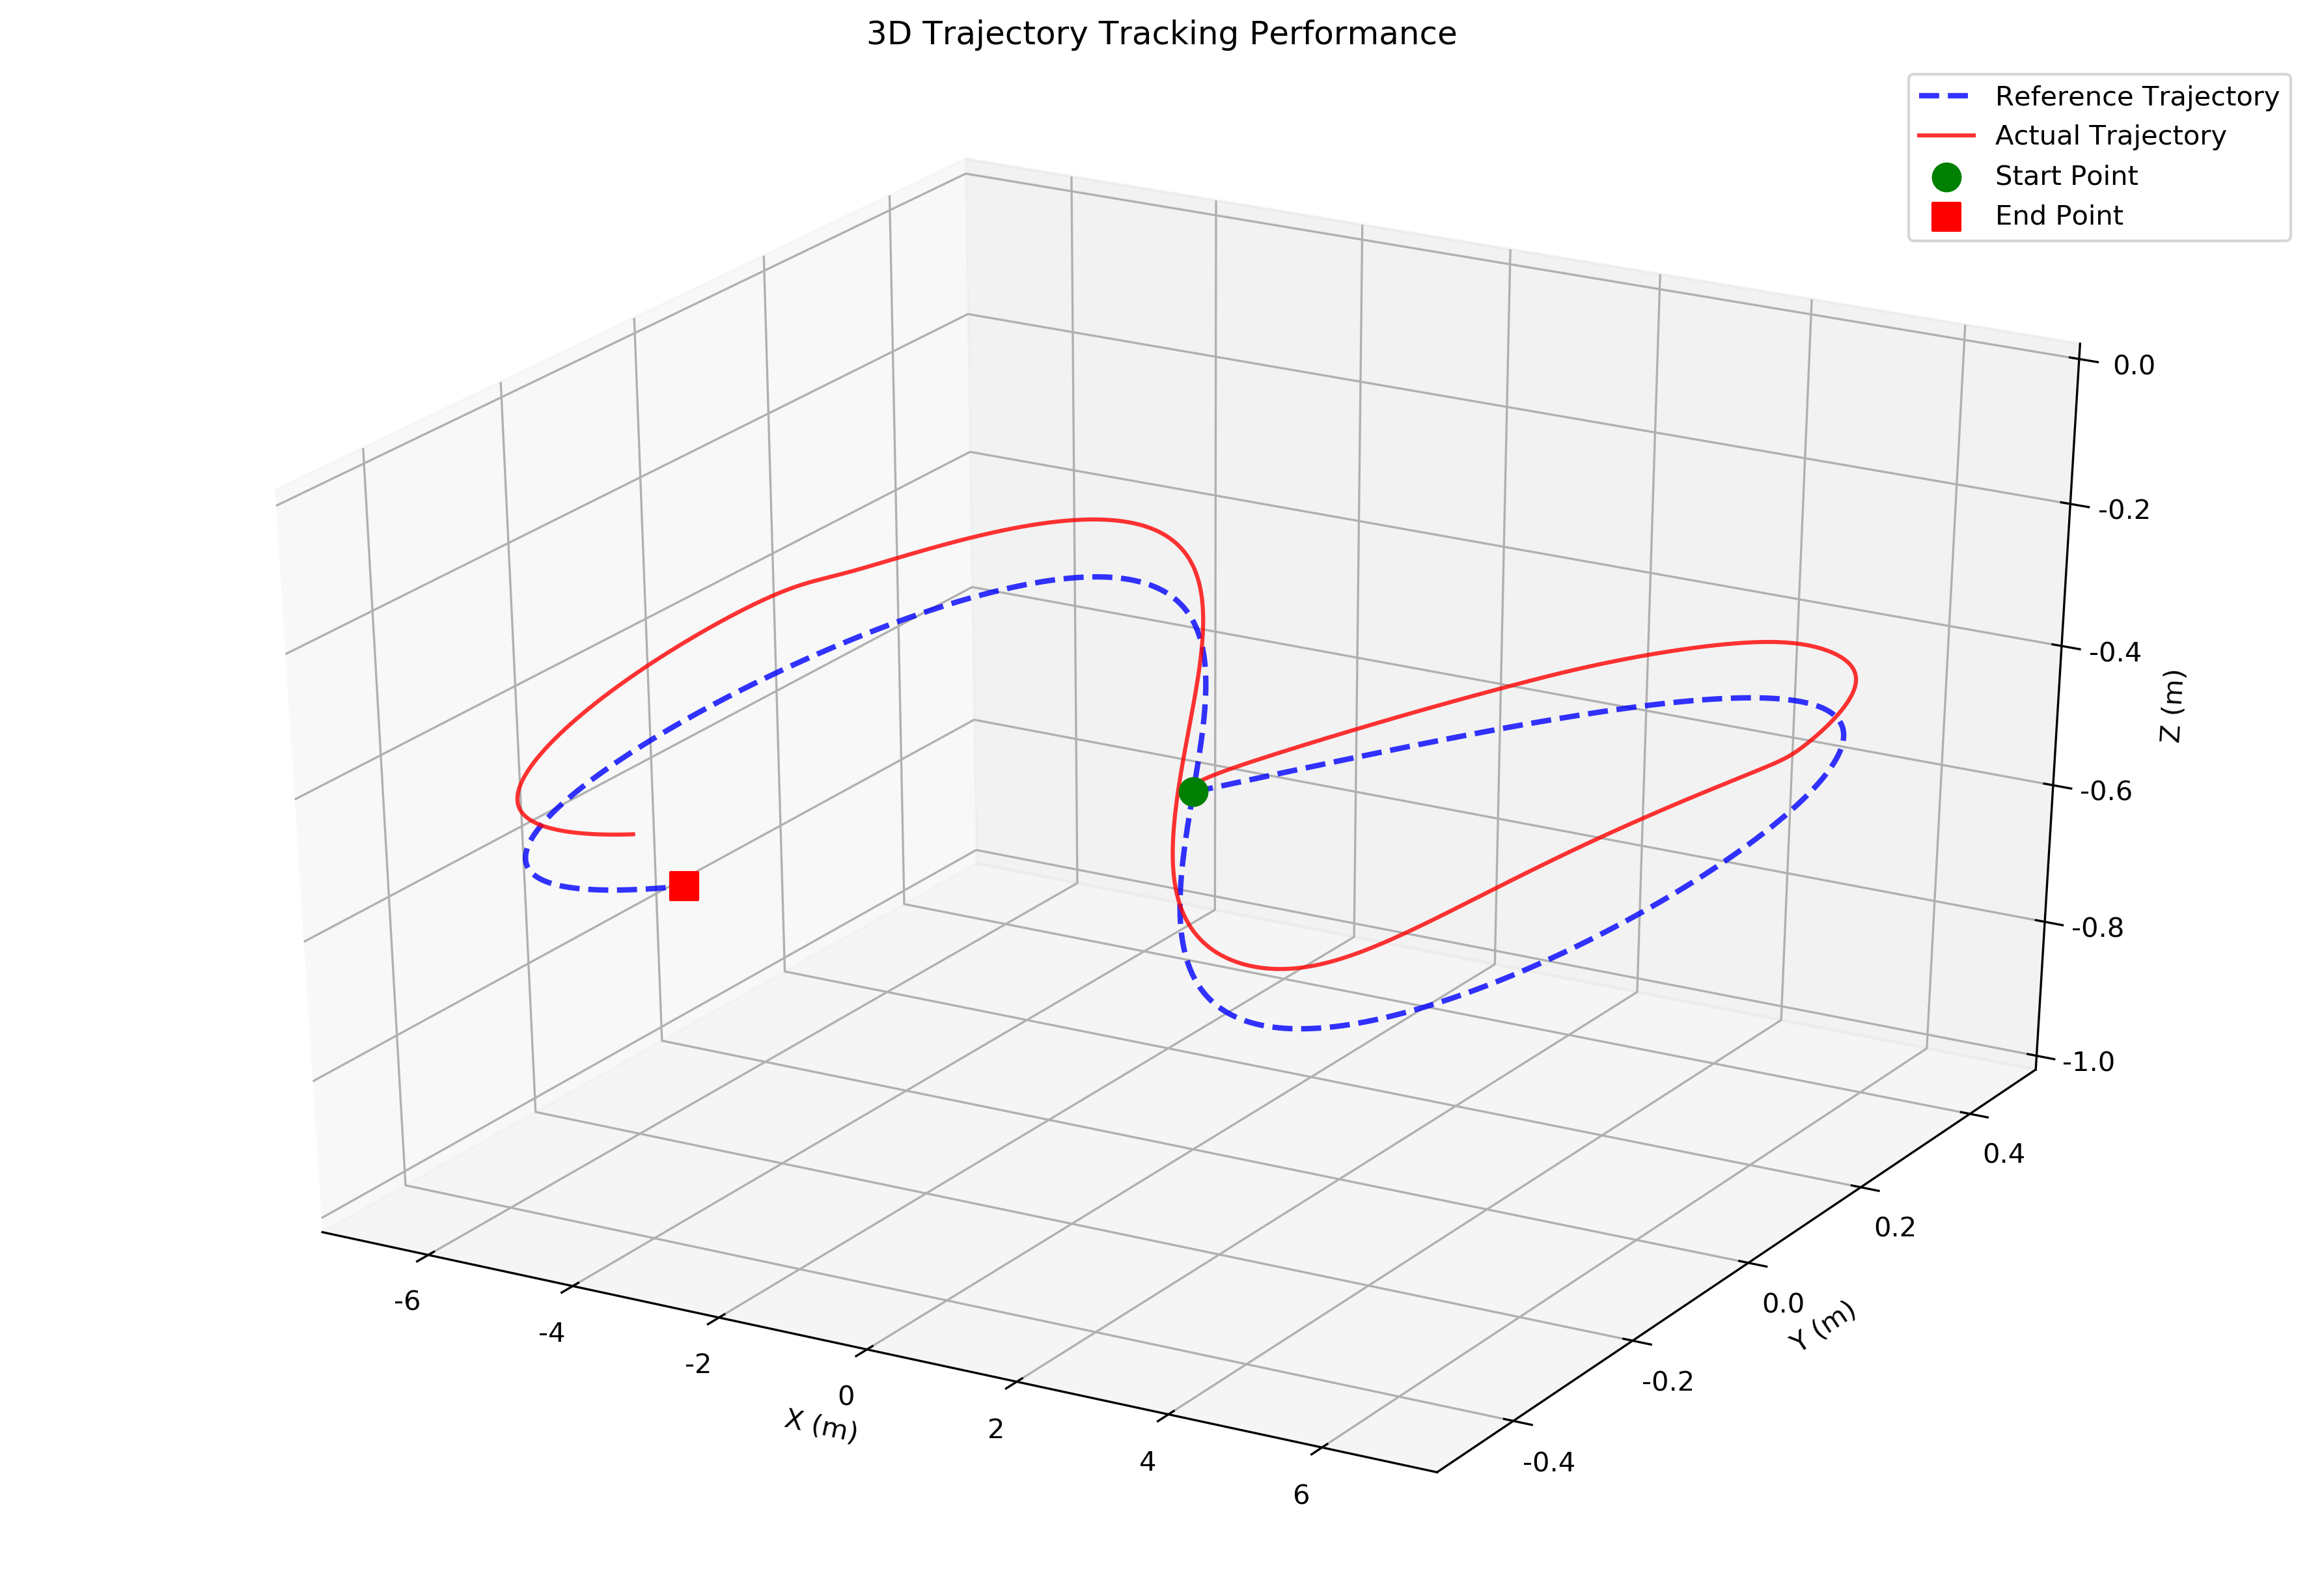 3D Trajectory Tracking Performance
Reference Trajectory
Actual Trajectory
Start Point
End Point
0.0
-0.2
-0.4
-0.6
-0.8
-1.0
Z (m)
0.4
0.2
0.0
-0.2
-0.4
Y (m)
-6
-4
-2
0
2
4
6
X (m)